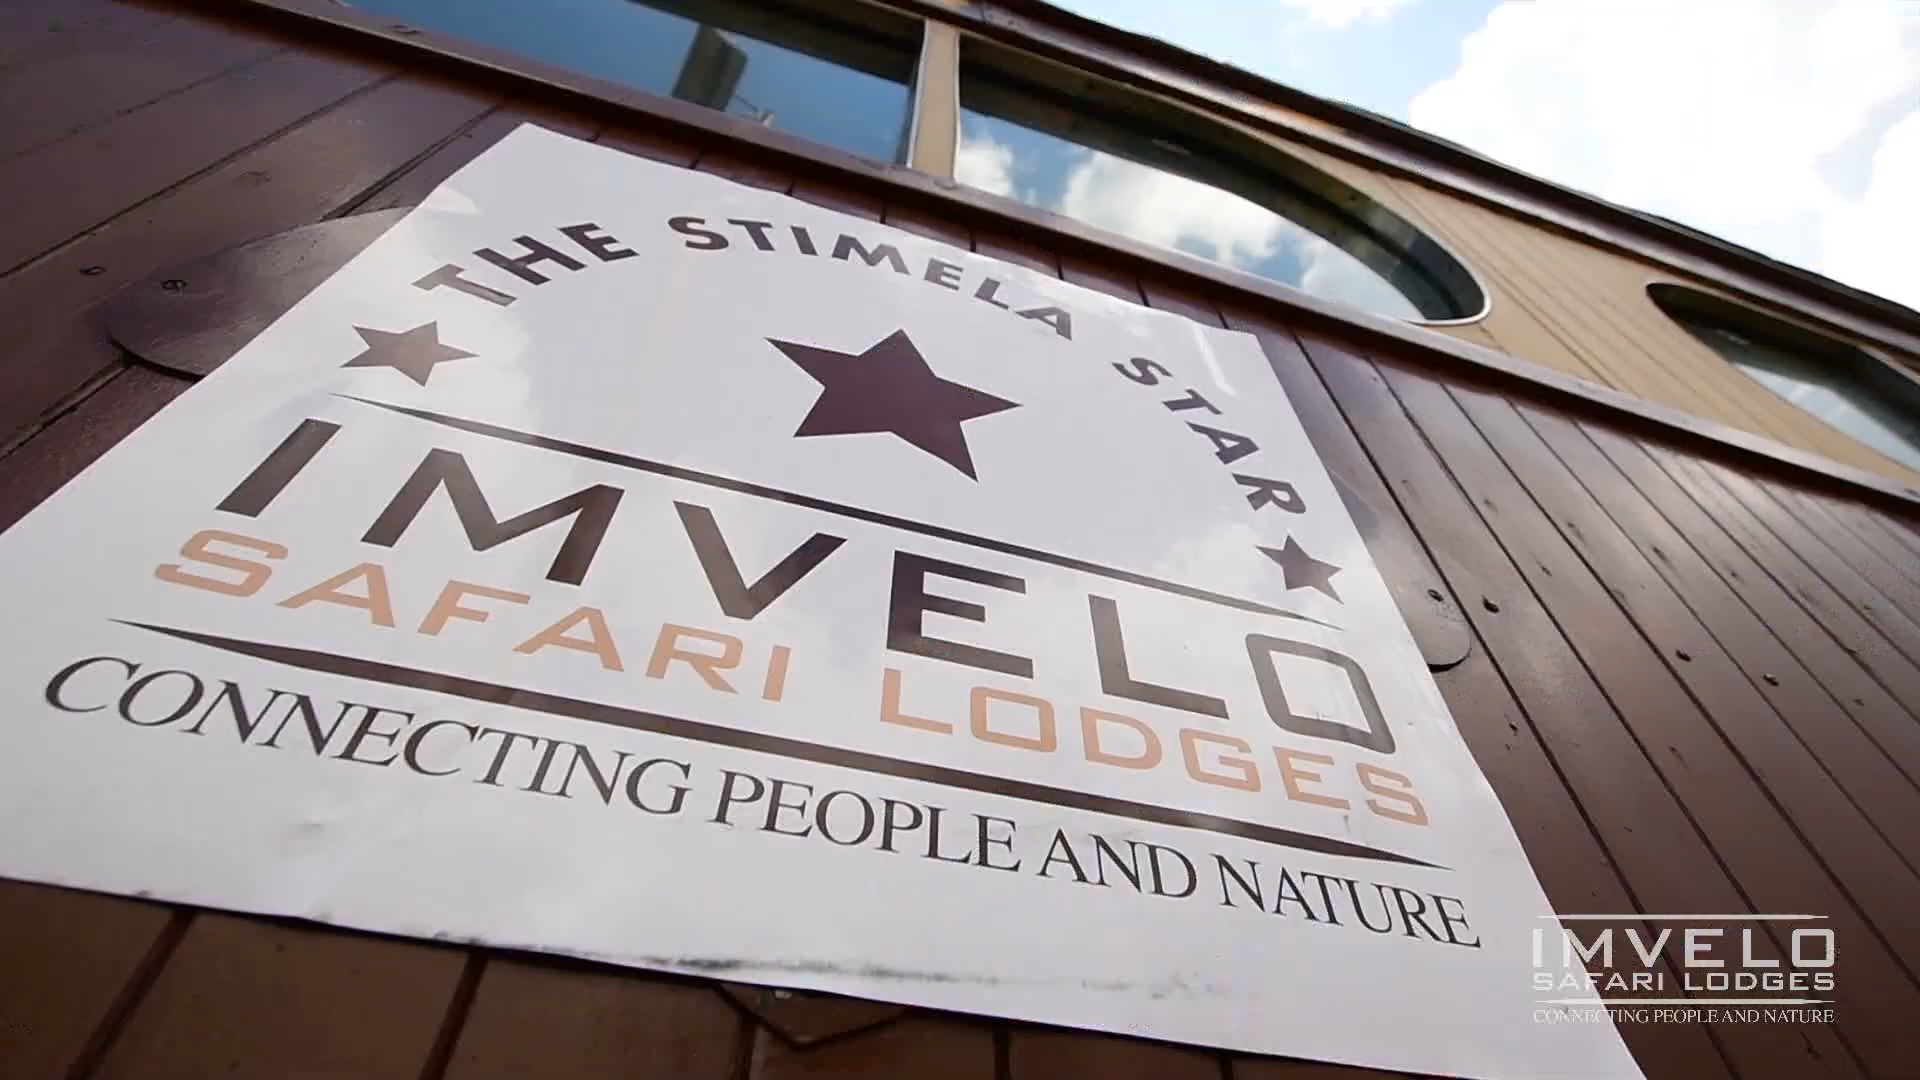 THE STIMELA STAR
IMVELO
SAFARI LODGES
CONNECTING PEOPLE AND NATURE
IMVELO
SAFARI LODGES
CONNECTING PEOPLE AND NATURE